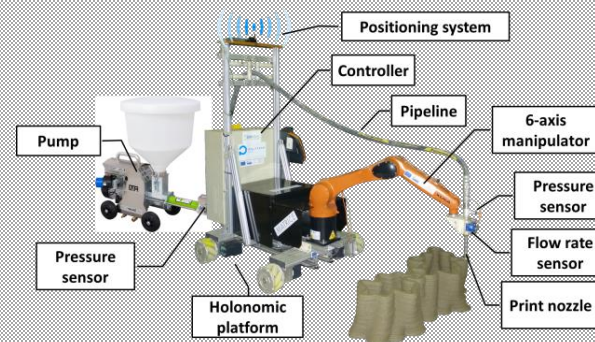 Positioning system
Controller
Pipeline
6-axis
manipulator
Pump
Pressure
sensor
Flow rate
sensor
Print nozzle
Pressure
sensor
Holonomic
platform